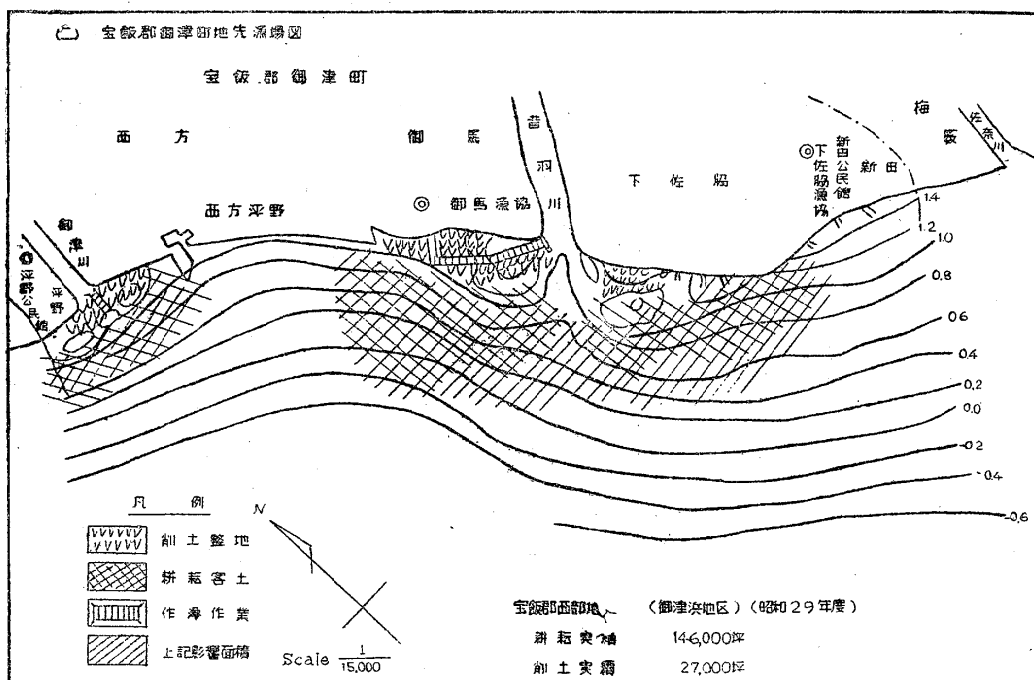 宝飯郡御津町地先漁場図
宝飯郡御津町
西方
御馬
音羽川
下佐脇
梅薮
佐奈川
新田
新田公民館
下佐脇漁協
御馬漁協
西方平野
御津川
平野公民館
平野
1.4
1.2
1.0
0.8
0.6
0.4
0.2
0.0
-0.2
-0.4
-0.6
凡例
削土整地
耕耘客土
作澪作業
上記影響面積
N
Scale 1/15,000
宝飯郡西部地 (御津浜地区) (昭和29年度)
耕耘実績 146,000坪
削土実績 27,000坪